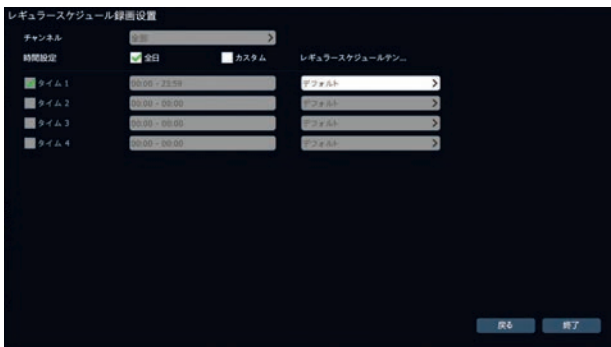 レギュラースケジュール録画設置
チャンネル 全部
時間設定 全日 カスタム レギュラースケジュールテン...
タイム 1 00:00 - 23:59 デフォルト
タイム 2 00:00 - 00:00 デフォルト
タイム 3 00:00 - 00:00 デフォルト
タイム 4 00:00 - 00:00 デフォルト
戻る 終了